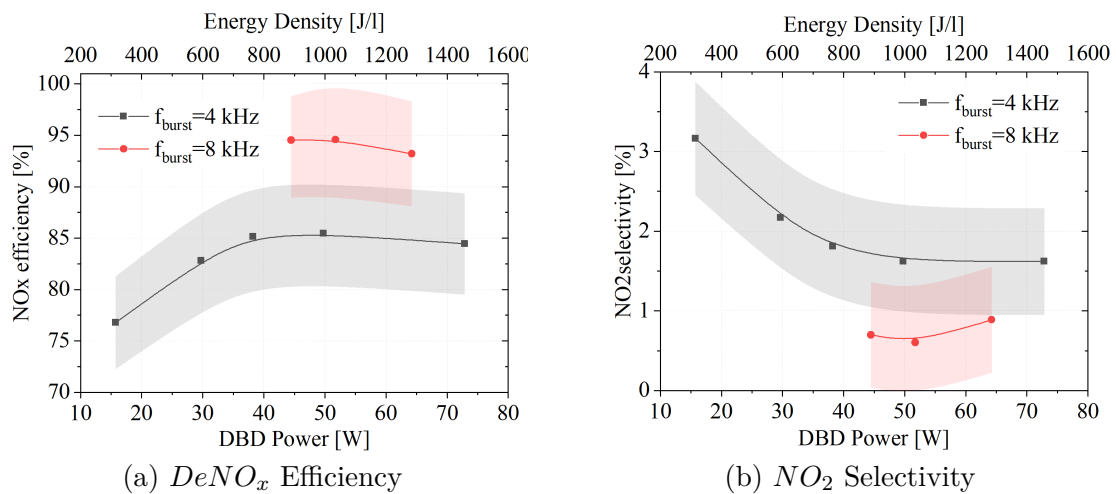 Energy Density [J/l]
200 400 600 800 1000 1200 1400 1600
100
95
90
85
80
75
70
NOx efficiency [%]
f_burst=4 kHz
f_burst=8 kHz
10 20 30 40 50 60 70 80
DBD Power [W]
(a) DeNO_x Efficiency
Energy Density [J/l]
200 400 600 800 1000 1200 1400 1600
4
3
2
1
0
NO2selectivity [%]
f_burst=4 kHz
f_burst=8 kHz
10 20 30 40 50 60 70 80
DBD Power [W]
(b) NO_2 Selectivity